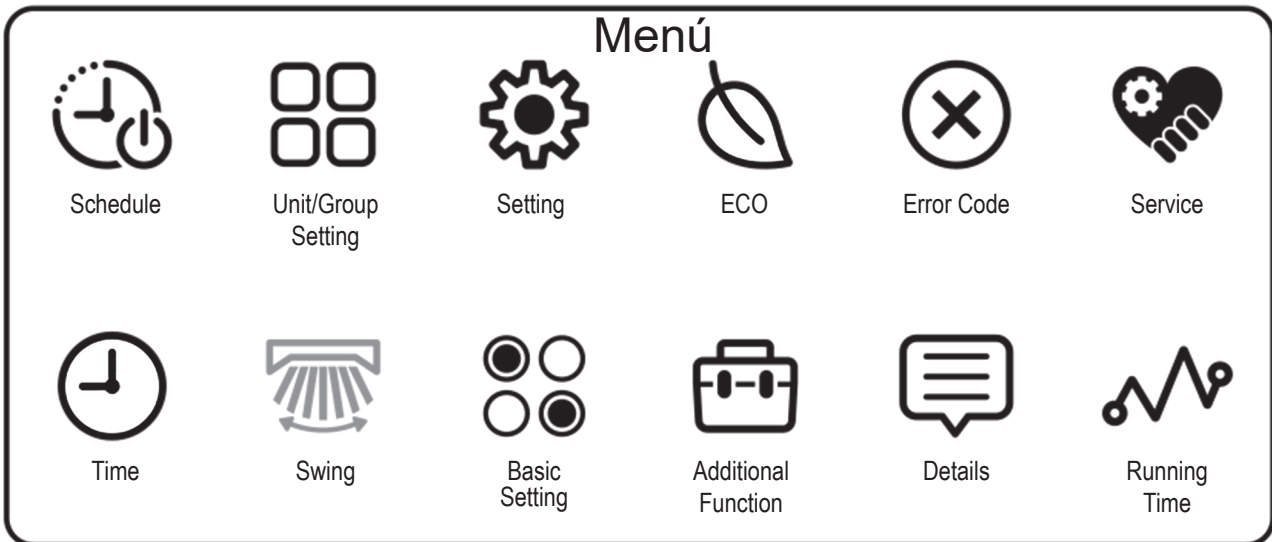 Menú
Schedule
Unit/Group
Setting
Setting
ECO
Error Code
Service
Time
Swing
Basic
Setting
Additional
Function
Details
Running
Time